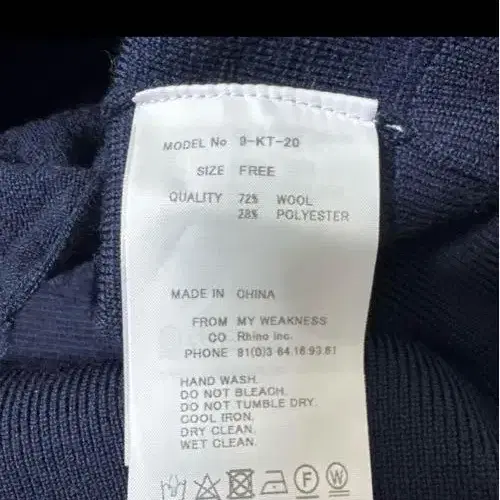 MODEL No 9-KT-20
SIZE FREE
QUALITY 72% WOOL
28% POLYESTER
MADE IN CHINA
FROM MY WEAKNESS
CO Rhino inc.
PHONE 81(0)3 64.16.93.61
HAND WASH.
DO NOT BLEACH.
DO NOT TUMBLE DRY.
COOL IRON.
DRY CLEAN.
WET CLEAN.
F W